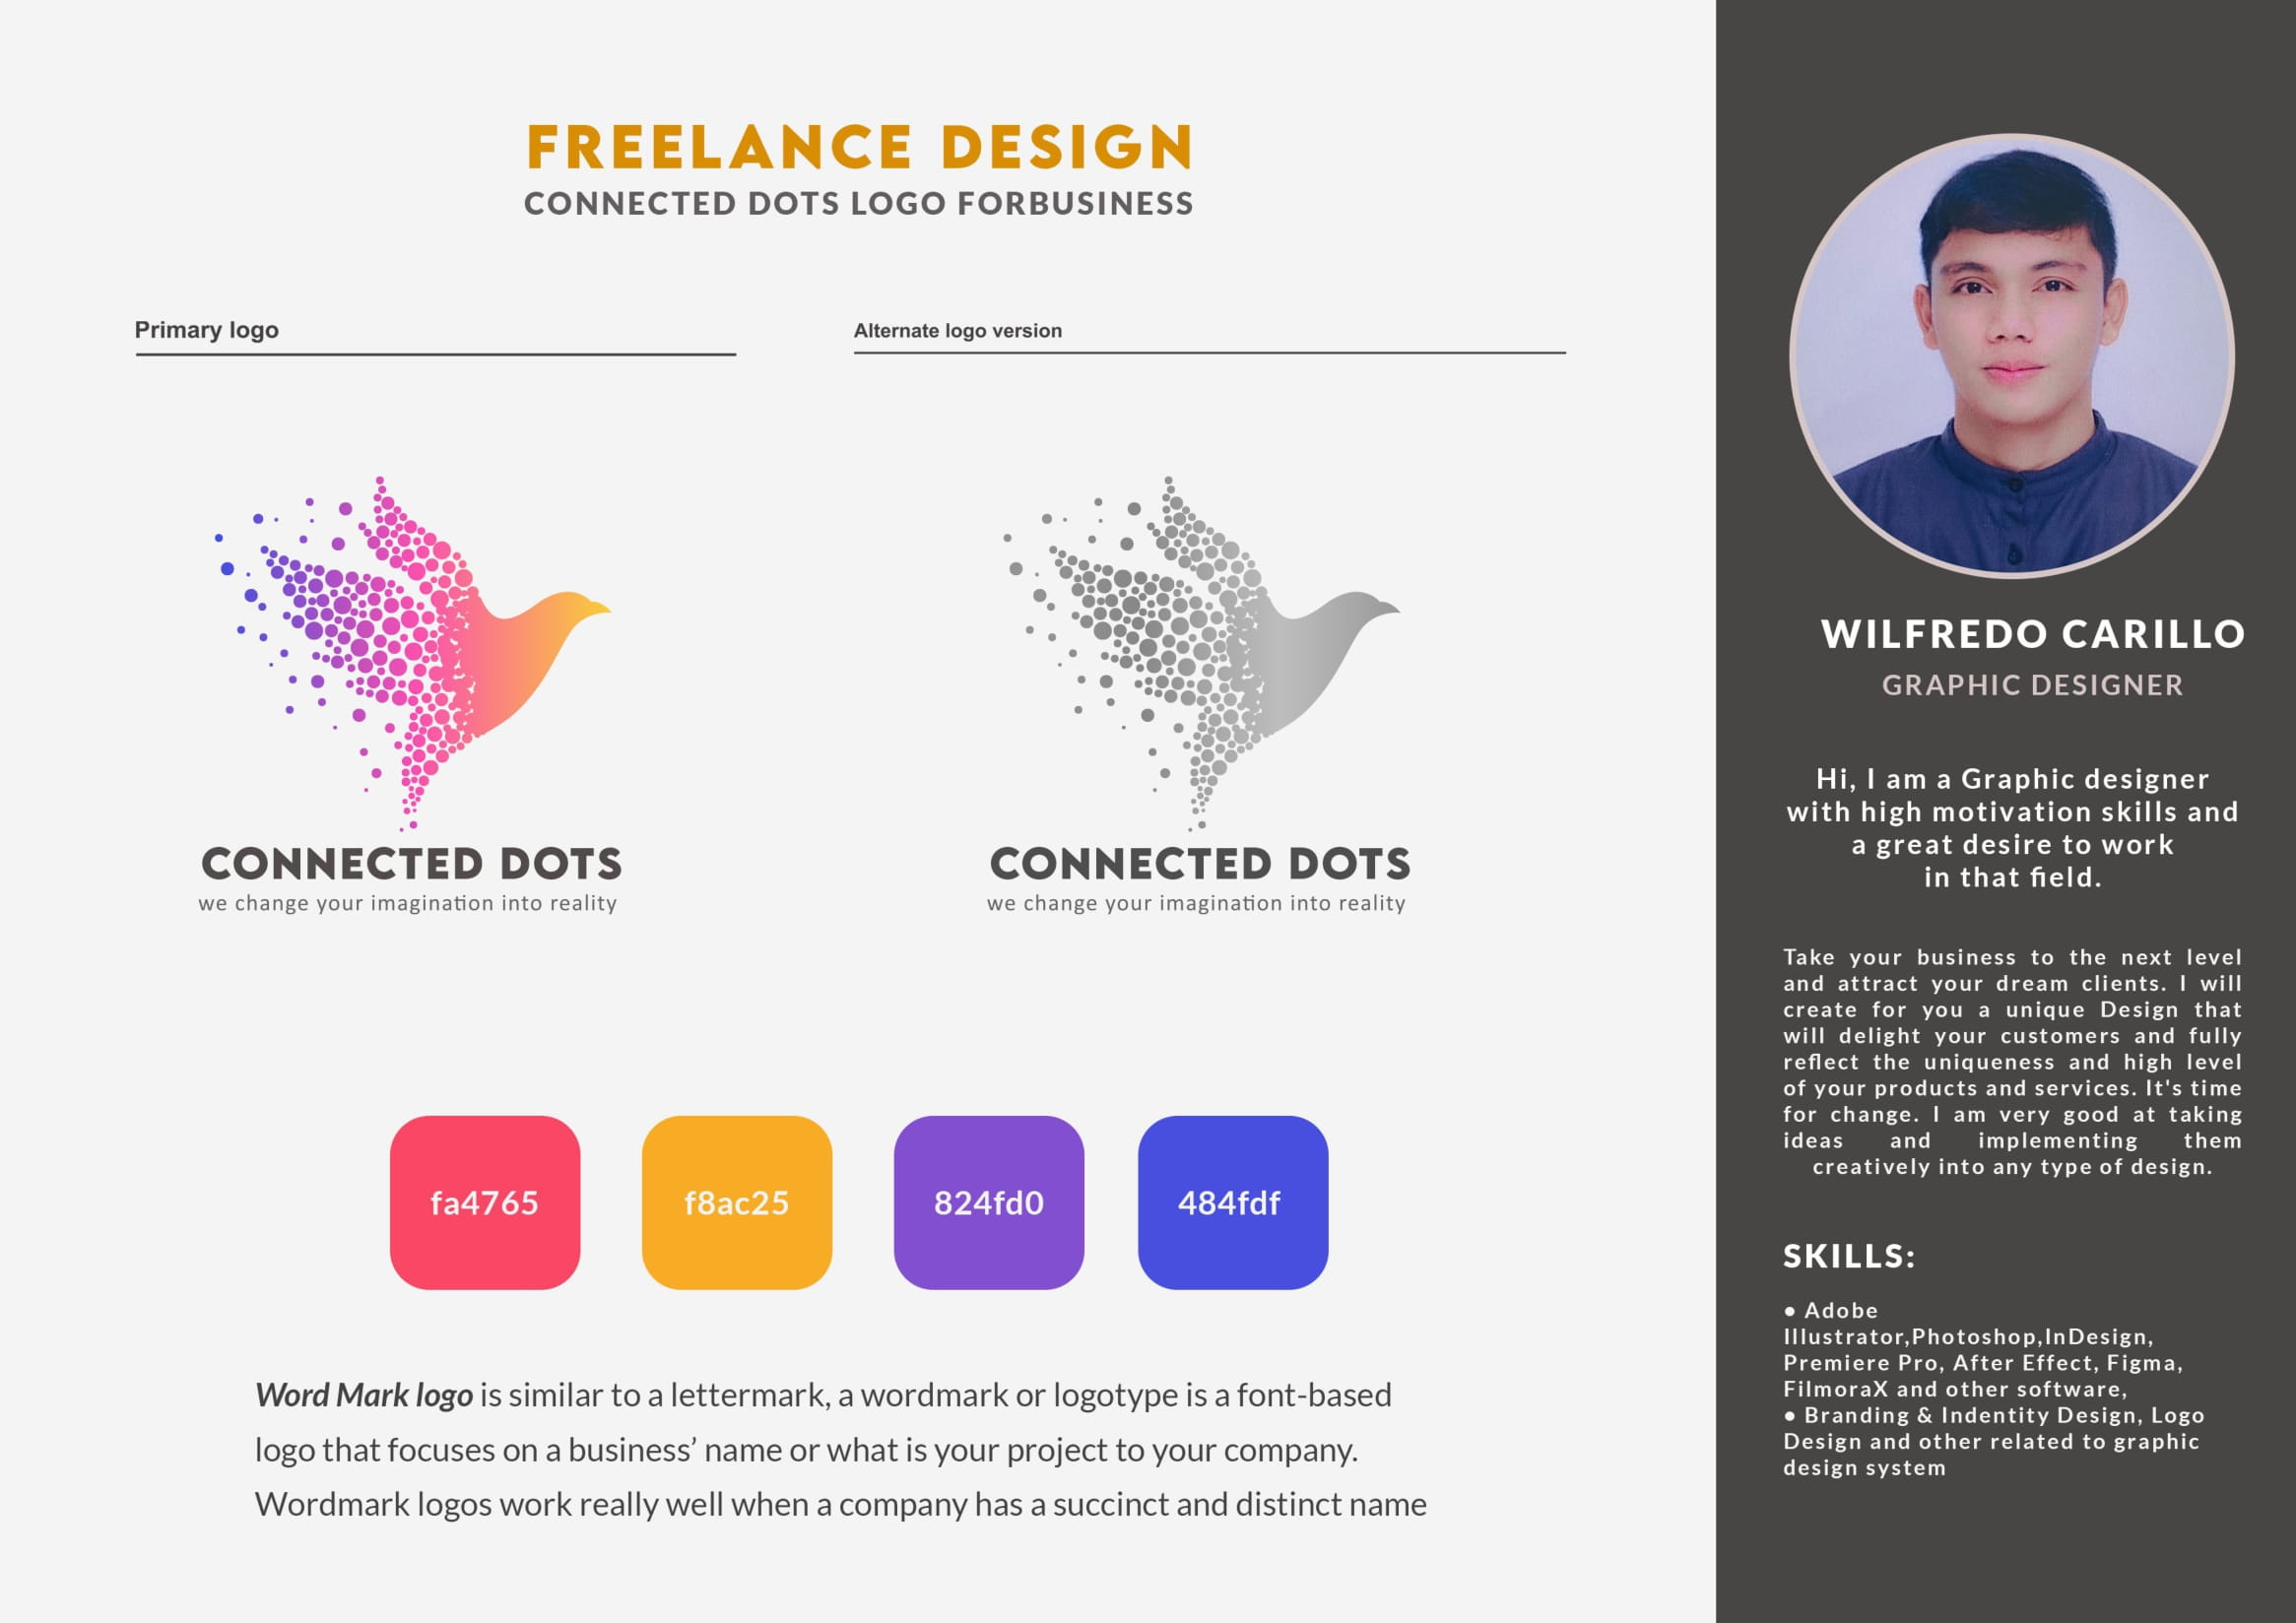 FREELANCE DESIGN
CONNECTED DOTS LOGO FORBUSINESS
Primary logo
Alternate logo version
CONNECTED DOTS
we change your imagination into reality
CONNECTED DOTS
we change your imagination into reality
fa4765
f8ac25
824fd0
484fdf
Word Mark logo is similar to a lettermark, a wordmark or logotype is a font-based
logo that focuses on a business’ name or what is your project to your company.
Wordmark logos work really well when a company has a succinct and distinct name
WILFREDO CARILLO
GRAPHIC DESIGNER
Hi, I am a Graphic designer
with high motivation skills and
a great desire to work
in that field.
Take your business to the next level
and attract your dream clients. I will
create for you a unique Design that
will delight your customers and fully
reflect the uniqueness and high level
of your products and services. It's time
for change. I am very good at taking
ideas and implementing them
creatively into any type of design.
SKILLS:
● Adobe
Illustrator,Photoshop,InDesign,
Premiere Pro, After Effect, Figma,
FilmoraX and other software,
● Branding & Indentity Design, Logo
Design and other related to graphic
design system